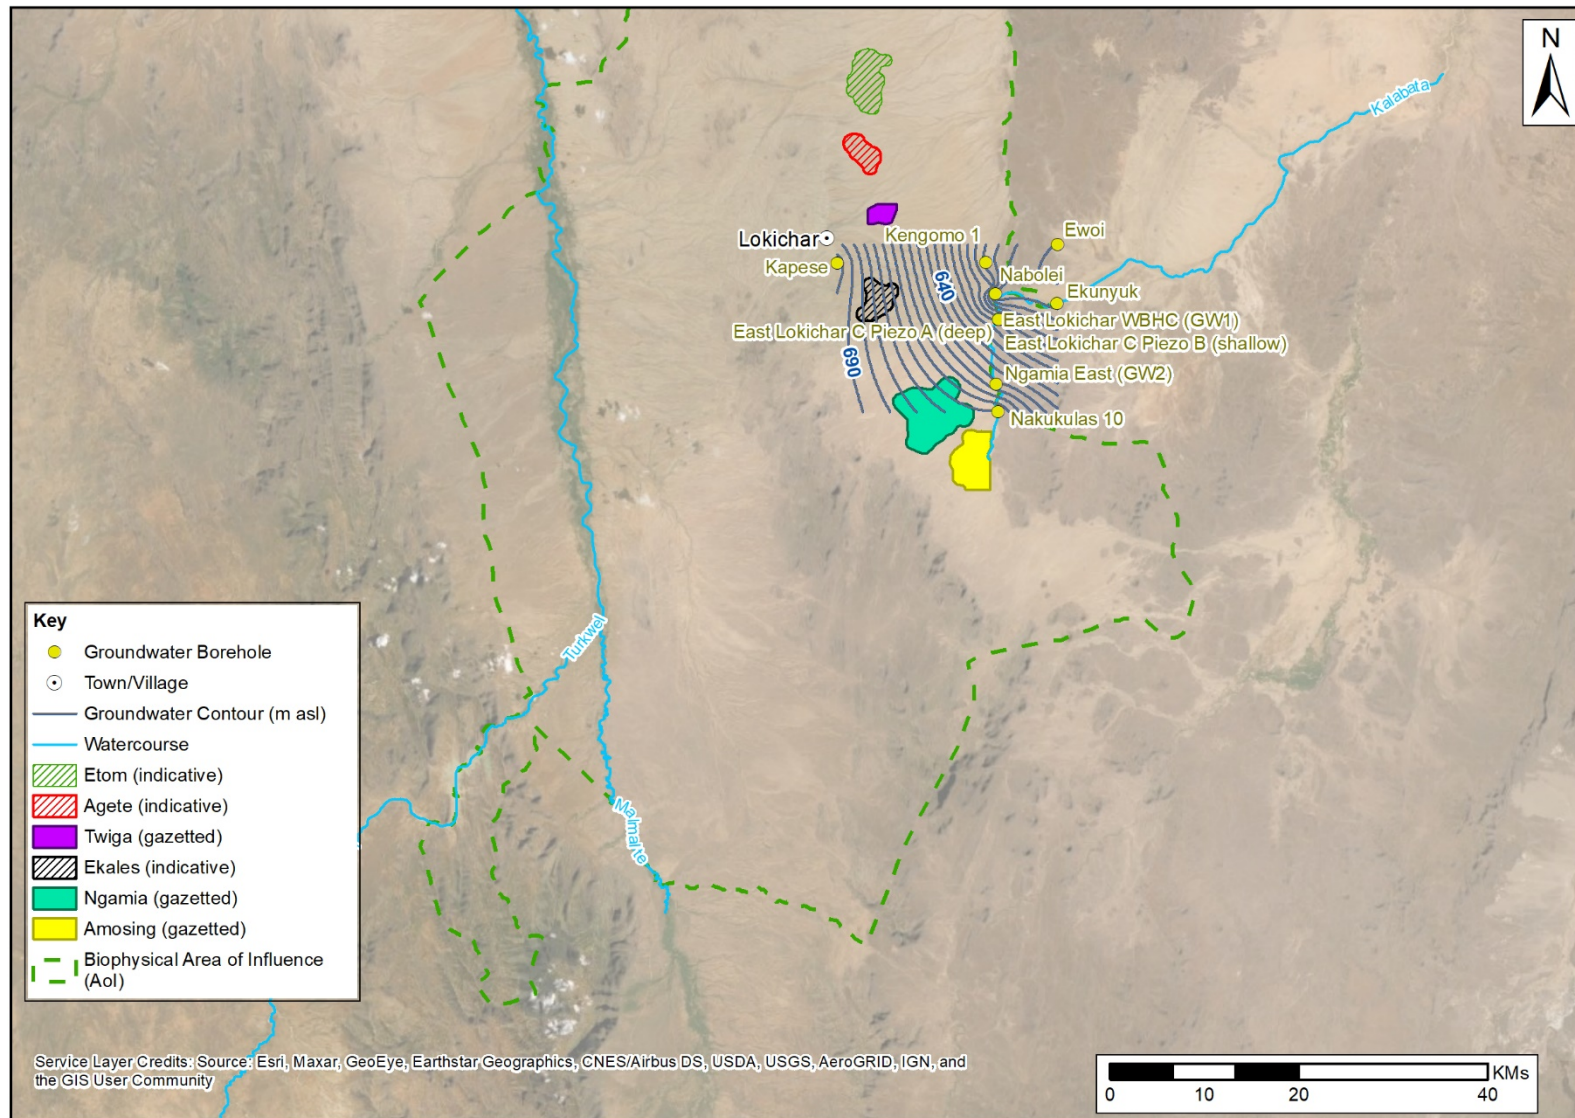 N
Kalabata
Ewoi
Kengomo 1
Lokichar
Kapese
Nabolei
640
Ekunyuk
East Lokichar WBHC (GW1)
East Lokichar C Piezo A (deep)
East Lokichar C Piezo B (shallow)
690
Ngamia East (GW2)
Nakukulas 10
Turkwel
Malmalte
Key
Groundwater Borehole
Town/Village
Groundwater Contour (m asl)
Watercourse
Etom (indicative)
Agete (indicative)
Twiga (gazetted)
Ekales (indicative)
Ngamia (gazetted)
Amosing (gazetted)
Biophysical Area of Influence
(AoI)
Service Layer Credits: Source: Esri, Maxar, GeoEye, Earthstar Geographics, CNES/Airbus DS, USDA, USGS, AeroGRID, IGN, and
the GIS User Community
KMs
0 10 20 40